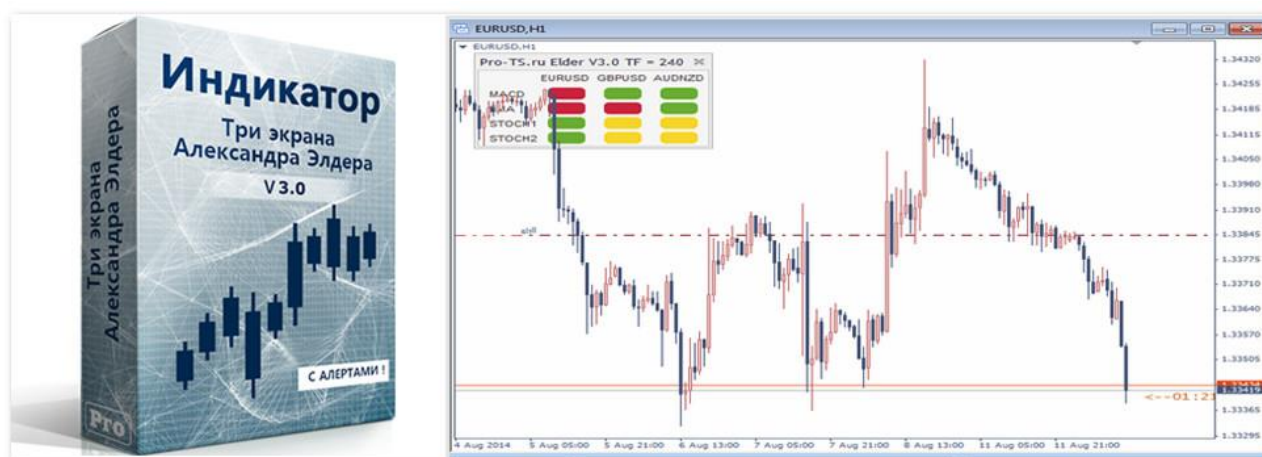 Индикатор
Три экрана
Александра Элдера
V 3.0
Три экрана
Александра Элдера
С АЛЕРТАМИ !
Pro
EURUSD,H1
EURUSD,H1
Pro-TS.ru Elder V3.0 TF = 240
EURUSD GBPUSD AUDNZD
MACD
STOCH1
STOCH2
1.34320
1.34255
1.34185
1.34115
1.34050
1.33980
1.33910
1.33845
1.33775
1.33710
1.33640
1.33570
1.33505
1.33419
1.33365
1.33295
<--01:21
4 Aug 2014 5 Aug 05:00 5 Aug 21:00 6 Aug 13:00 7 Aug 05:00 7 Aug 21:00 8 Aug 13:00 11 Aug 05:00 11 Aug 21:00